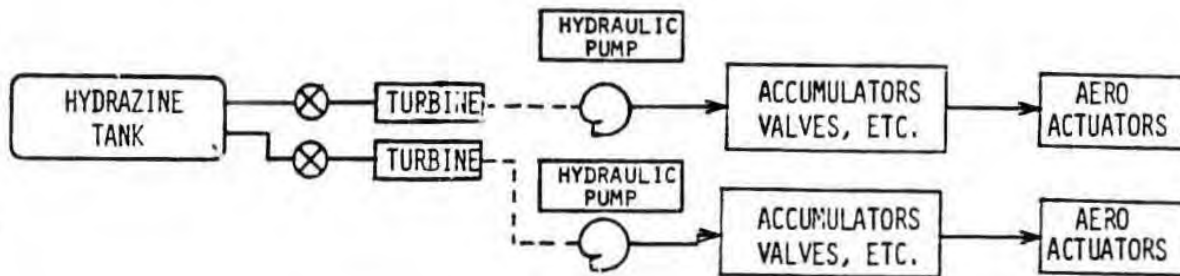 HYDRAULIC
PUMP
HYDRAZINE
TANK
TURBINE
ACCUMULATORS
VALVES, ETC.
AERO
ACTUATORS
TURBINE
HYDRAULIC
PUMP
ACCUMULATORS
VALVES, ETC.
AERO
ACTUATORS